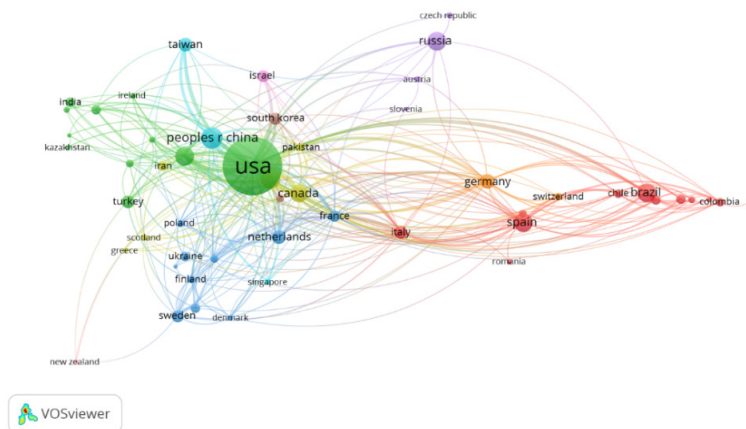 czech republic
russia
taiwan
israel
austria
ireland
india
slovenia
south korea
peoples r china
kazakhstan
pakistan
iran
usa
germany
canada
switzerland
chile
brazil
colombia
turkey
france
poland
spain
scotland
netherlands
italy
greece
ukraine
romania
finland
singapore
sweden
denmark
new zealand
VOSviewer